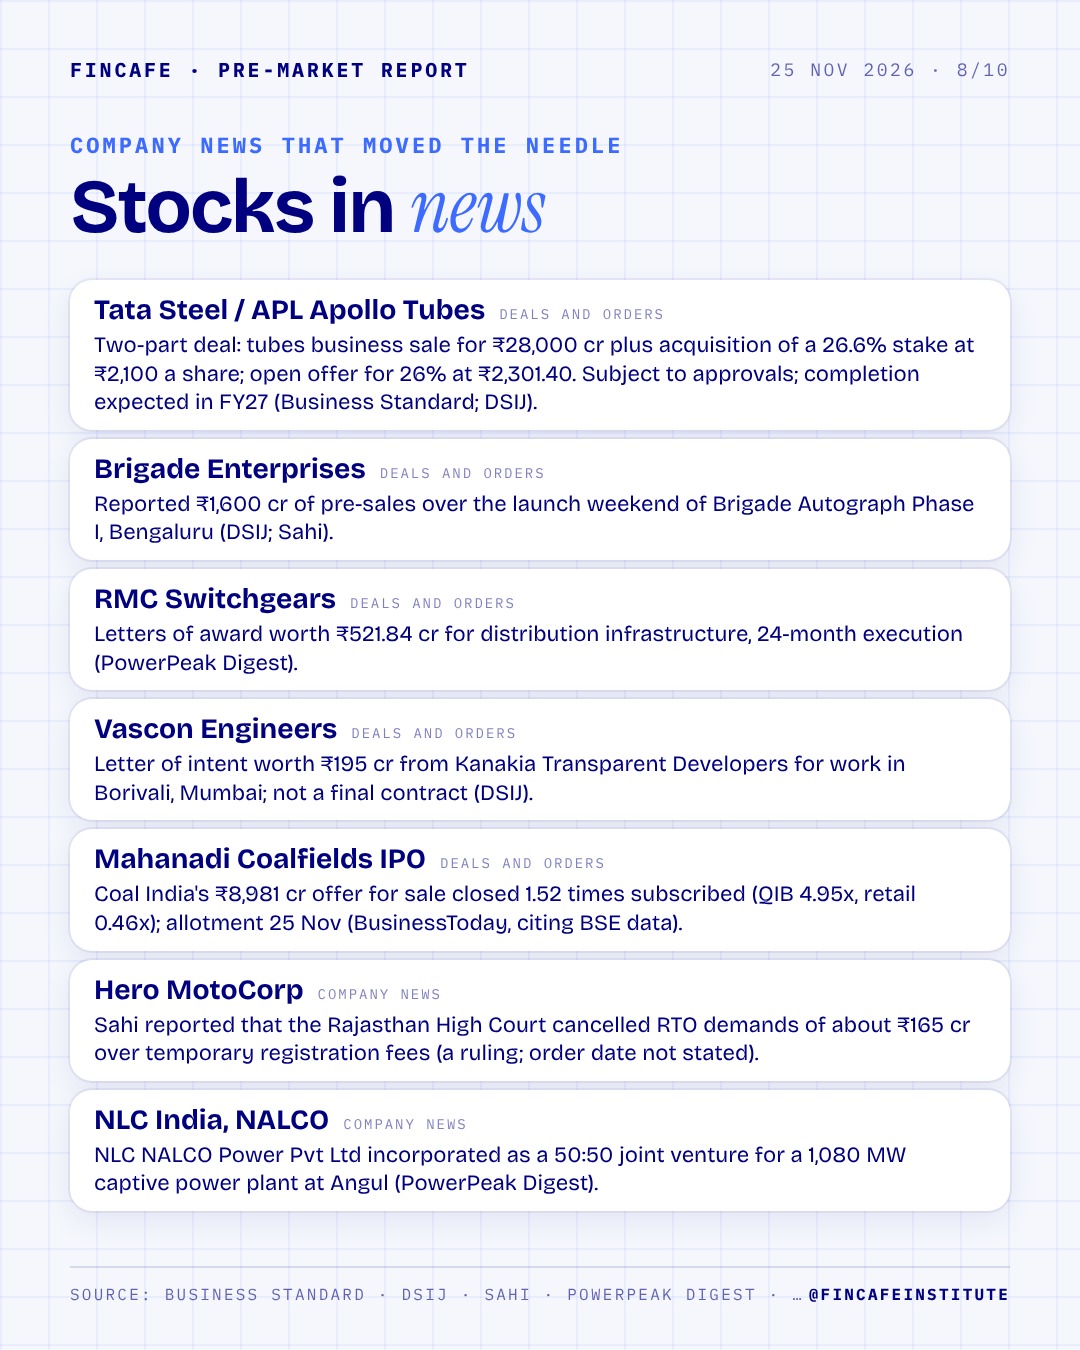 FINCAFE · PRE-MARKET REPORT
25 NOV 2026 · 8/10
COMPANY NEWS THAT MOVED THE NEEDLE
Stocks in news
Tata Steel / APL Apollo Tubes DEALS AND ORDERS
Two-part deal: tubes business sale for ₹28,000 cr plus acquisition of a 26.6% stake at
₹2,100 a share; open offer for 26% at ₹2,301.40. Subject to approvals; completion
expected in FY27 (Business Standard; DSIJ).
Brigade Enterprises DEALS AND ORDERS
Reported ₹1,600 cr of pre-sales over the launch weekend of Brigade Autograph Phase
I, Bengaluru (DSIJ; Sahi).
RMC Switchgears DEALS AND ORDERS
Letters of award worth ₹521.84 cr for distribution infrastructure, 24-month execution
(PowerPeak Digest).
Vascon Engineers DEALS AND ORDERS
Letter of intent worth ₹195 cr from Kanakia Transparent Developers for work in
Borivali, Mumbai; not a final contract (DSIJ).
Mahanadi Coalfields IPO DEALS AND ORDERS
Coal India's ₹8,981 cr offer for sale closed 1.52 times subscribed (QIB 4.95x, retail
0.46x); allotment 25 Nov (BusinessToday, citing BSE data).
Hero MotoCorp COMPANY NEWS
Sahi reported that the Rajasthan High Court cancelled RTO demands of about ₹165 cr
over temporary registration fees (a ruling; order date not stated).
NLC India, NALCO COMPANY NEWS
NLC NALCO Power Pvt Ltd incorporated as a 50:50 joint venture for a 1,080 MW
captive power plant at Angul (PowerPeak Digest).
SOURCE: BUSINESS STANDARD · DSIJ · SAHI · POWERPEAK DIGEST · … @FINCAFEINSTITUTE